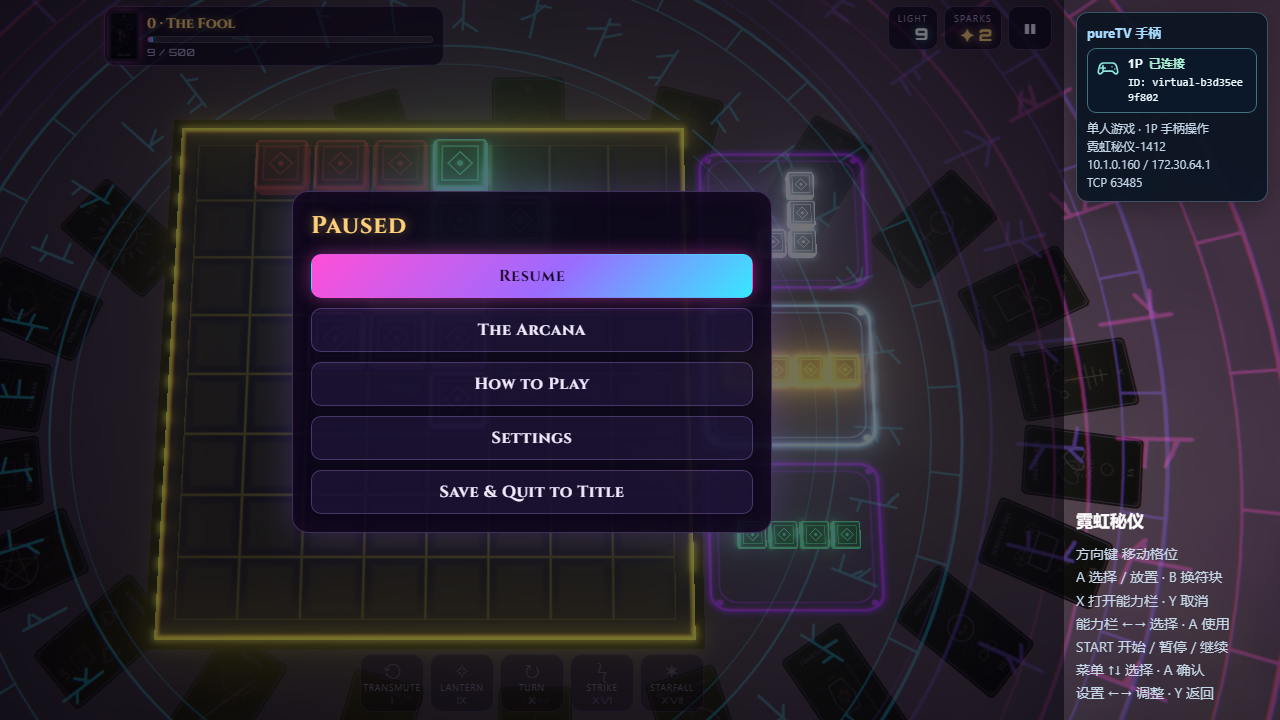 0 · The Fool
9 / 500
LIGHT
9
SPARKS
✦2
Paused
Resume
The Arcana
How to Play
Settings
Save & Quit to Title
TRANSMUTE
I
LANTERN
IX
TURN
X
STRIKE
XVI
STARFALL
XVII
pureTV 手柄
1P 已连接
ID: virtual-b3d35ee
9f802
单人游戏 · 1P 手柄操作
霓虹秘仪-1412
10.1.0.160 / 172.30.64.1
TCP 63485
霓虹秘仪
方向键 移动格位
A 选择 / 放置 · B 换符块
X 打开能力栏 · Y 取消
能力栏 ←→ 选择 · A 使用
START 开始 / 暂停 / 继续
菜单 ↑↓ 选择 · A 确认
设置 ←→ 调整 · Y 返回